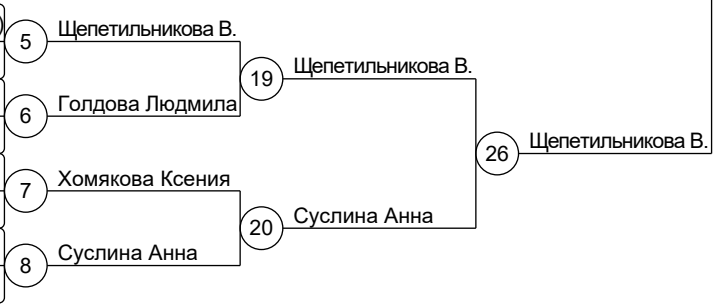 5
Щепетильникова В.
19
Щепетильникова В.
6
Голдова Людмила
26
Щепетильникова В.
7
Хомякова Ксения
20
Суслина Анна
8
Суслина Анна